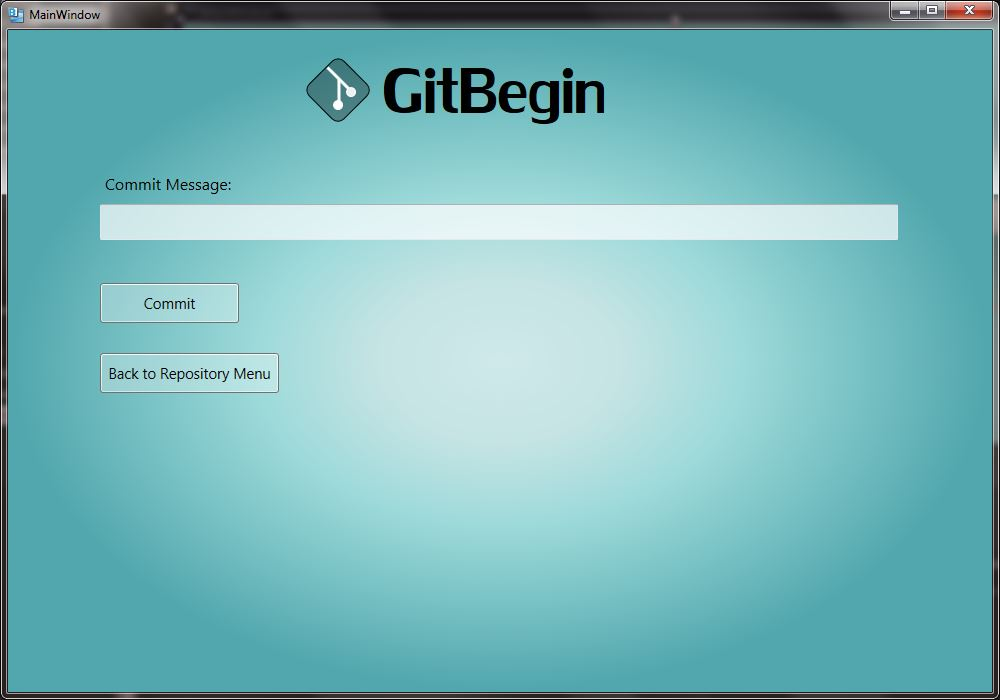 MainWindow
GitBegin
Commit Message:
Commit
Back to Repository Menu